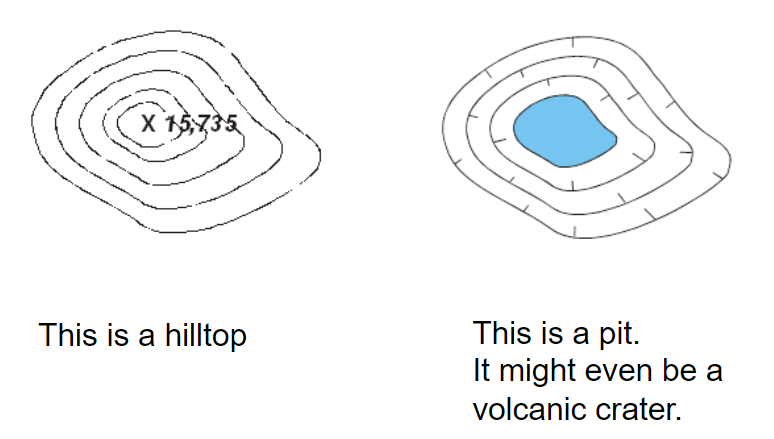 X 15,735
This is a hilltop
This is a pit.
It might even be a
volcanic crater.